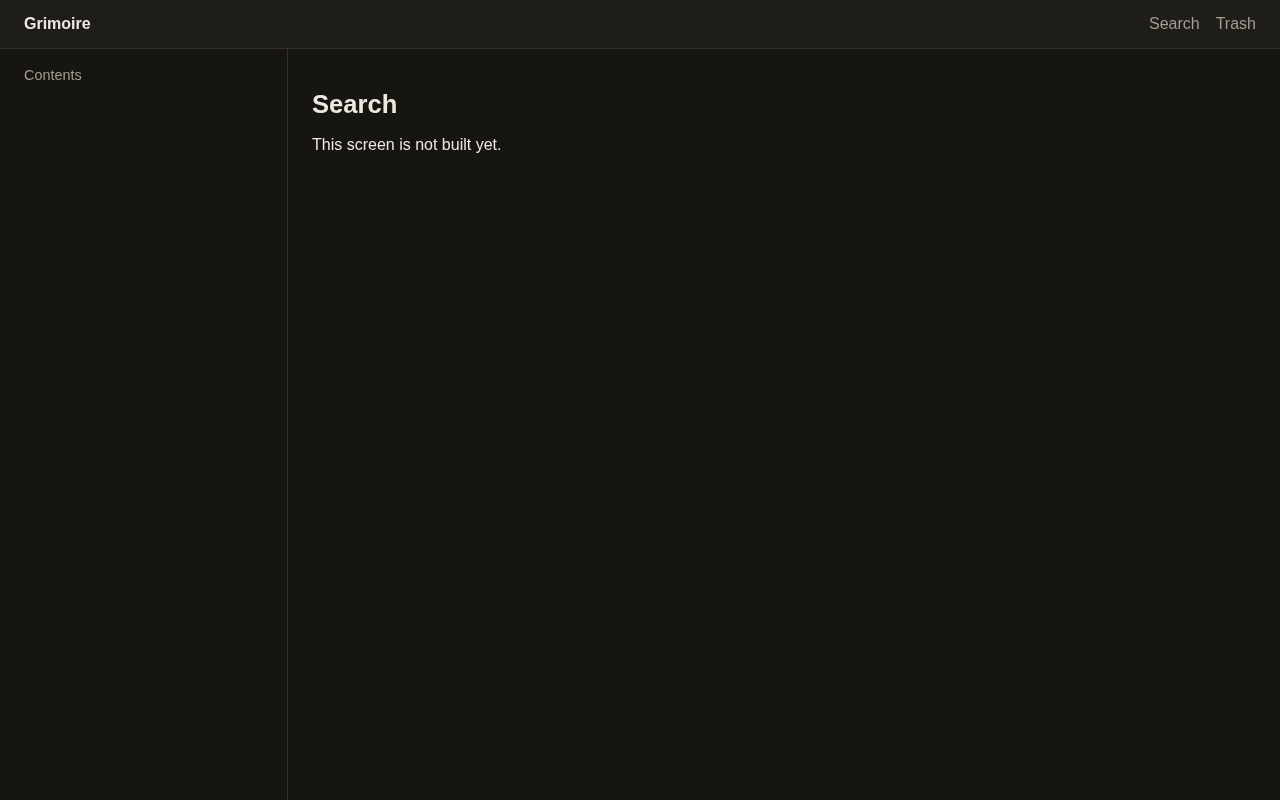 Grimoire
Search Trash
Contents
Search
This screen is not built yet.